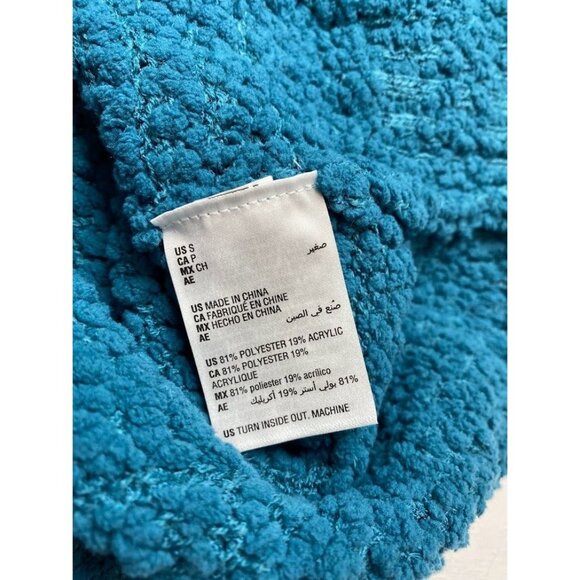 US S
CA P
MX CH
AE صغير
US MADE IN CHINA
CA FABRIQUÉ EN CHINE
MX HECHO EN CHINA
AE صُنع في الصين
US 81% POLYESTER 19% ACRYLIC
CA 81% POLYESTER 19%
ACRYLIQUE
MX 81% poliester 19% acrílico
AE 81% بولي أستر 19% أكريليك
US TURN INSIDE OUT. MACHINE